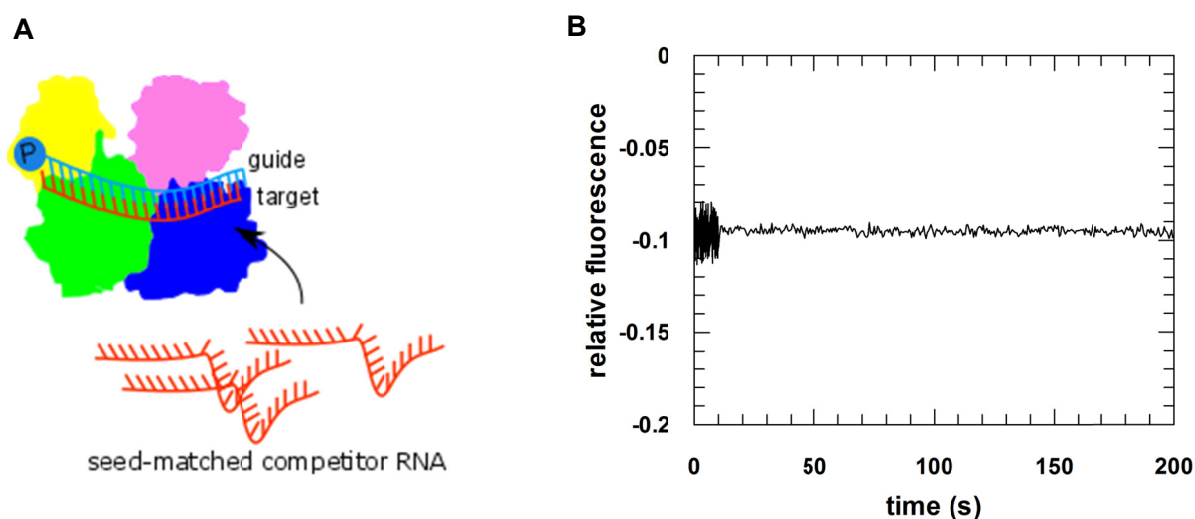 A
P
guide
target
seed-matched competitor RNA
B
relative fluorescence
0
-0.05
-0.1
-0.15
-0.2
0 50 100 150 200
time (s)